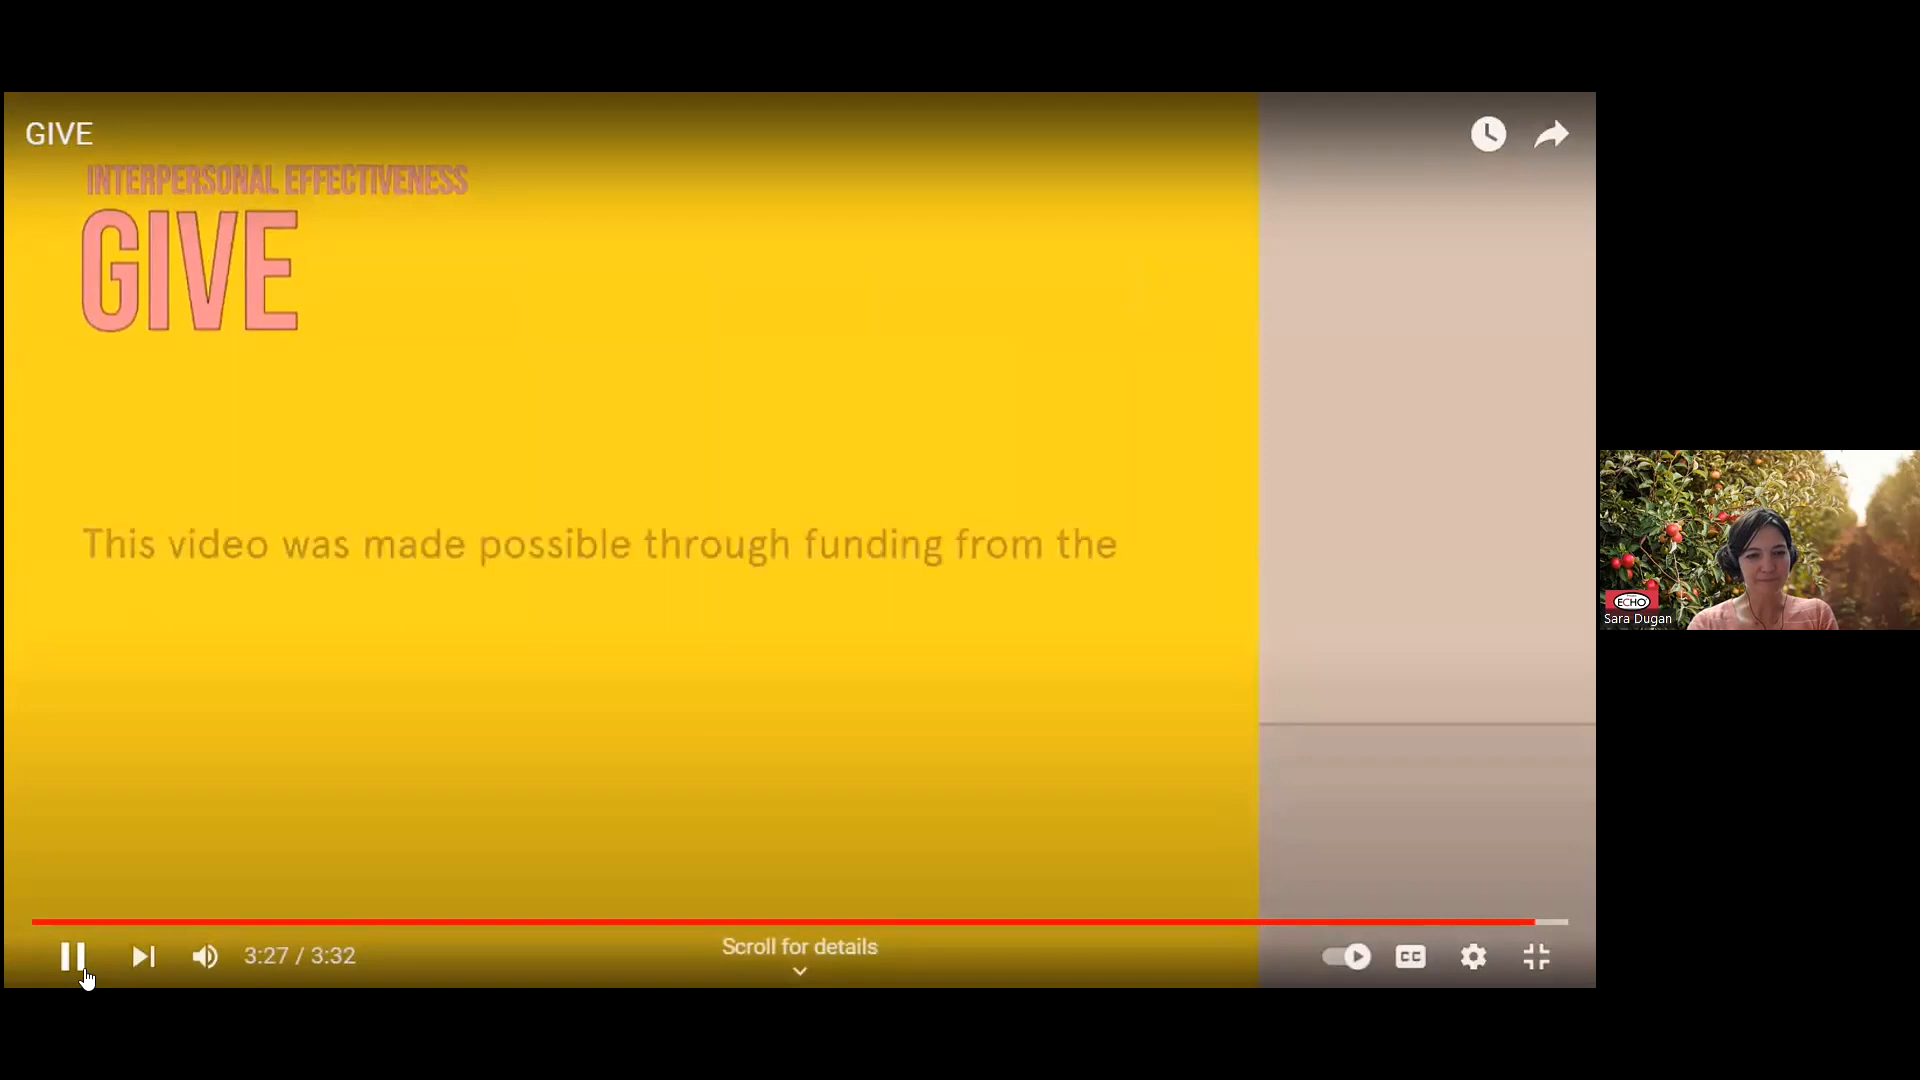 GIVE
INTERPERSONAL EFFECTIVENESS
GIVE
This video was made possible through funding from the
3:27 / 3:32
Scroll for details
CC
ECHO
Sara Dugan